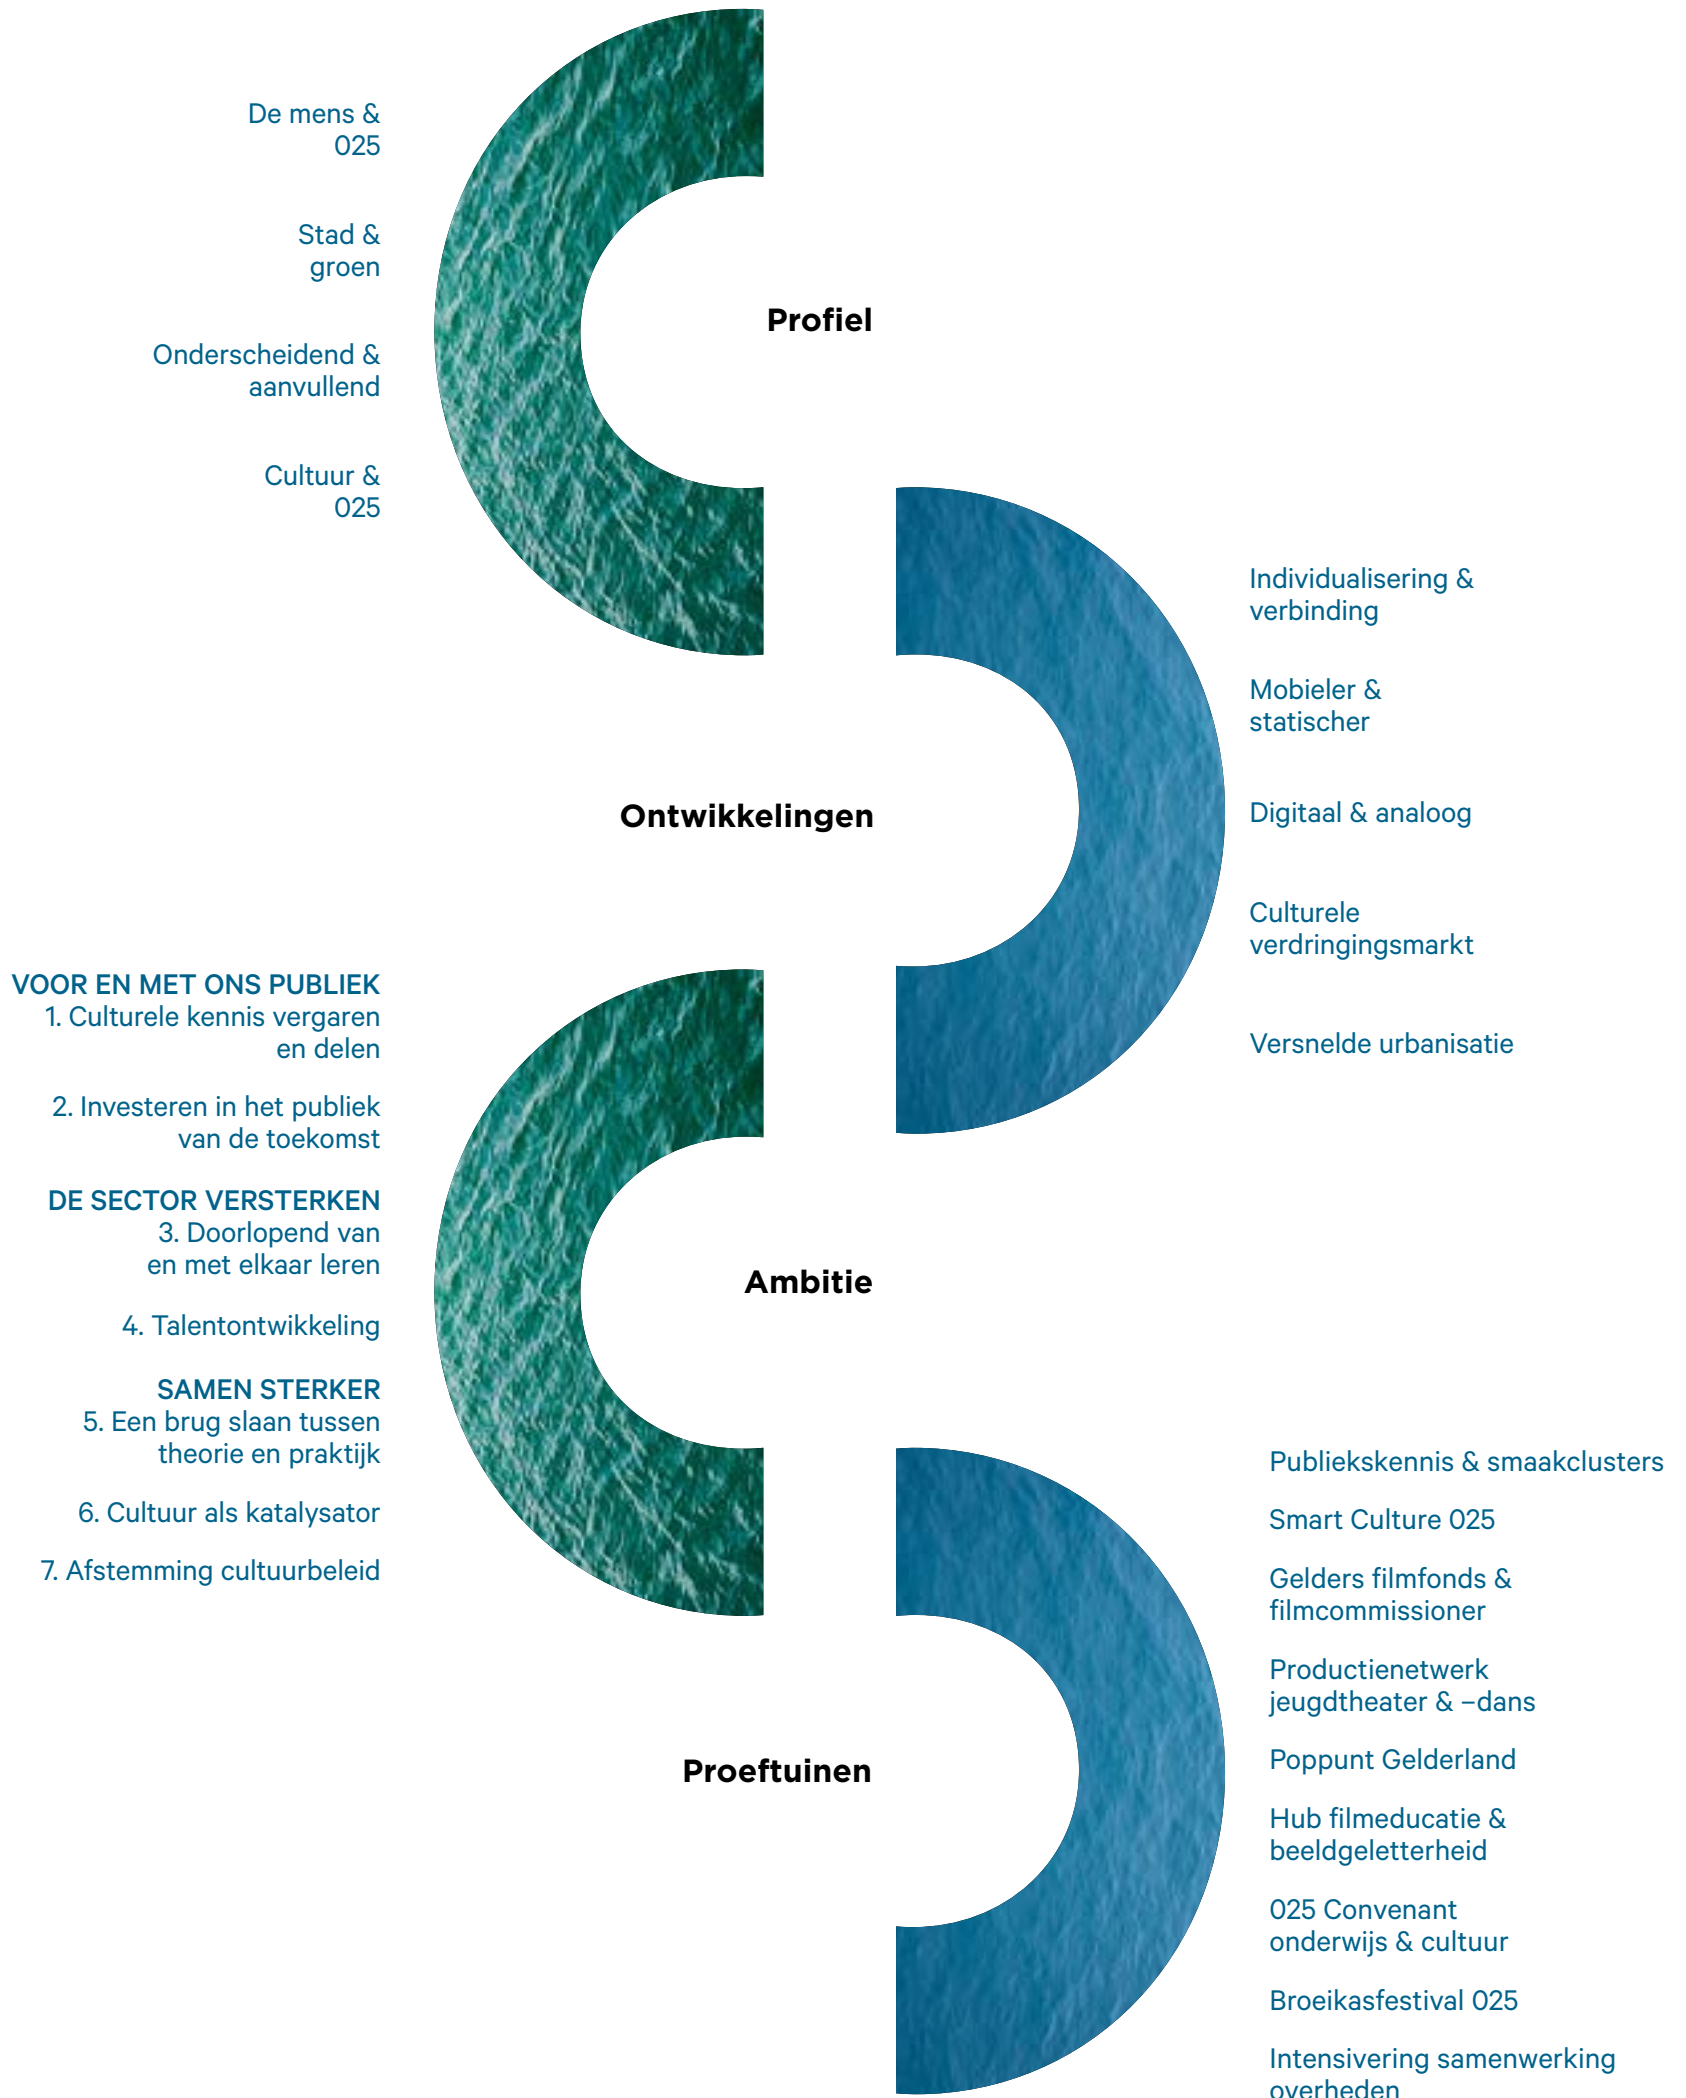 De mens &
025
Stad &
groen
Onderscheidend &
aanvullend
Cultuur &
025
Profiel
Individualisering &
verbinding
Mobieler &
statischer
Digitaal & analoog
Culturele
verdringingsmarkt
Versnelde urbanisatie
Ontwikkelingen
VOOR EN MET ONS PUBLIEK
1. Culturele kennis vergaren
en delen
2. Investeren in het publiek
van de toekomst
DE SECTOR VERSTERKEN
3. Doorlopend van
en met elkaar leren
4. Talentontwikkeling
SAMEN STERKER
5. Een brug slaan tussen
theorie en praktijk
6. Cultuur als katalysator
7. Afstemming cultuurbeleid
Ambitie
Publiekskennis & smaakclusters
Smart Culture 025
Gelders filmfonds &
filmcommissioner
Productienetwerk
jeugdtheater & –dans
Poppunt Gelderland
Hub filmeducatie &
beeldgeletterheid
025 Convenant
onderwijs & cultuur
Broeikasfestival 025
Intensivering samenwerking
overheden
Proeftuinen